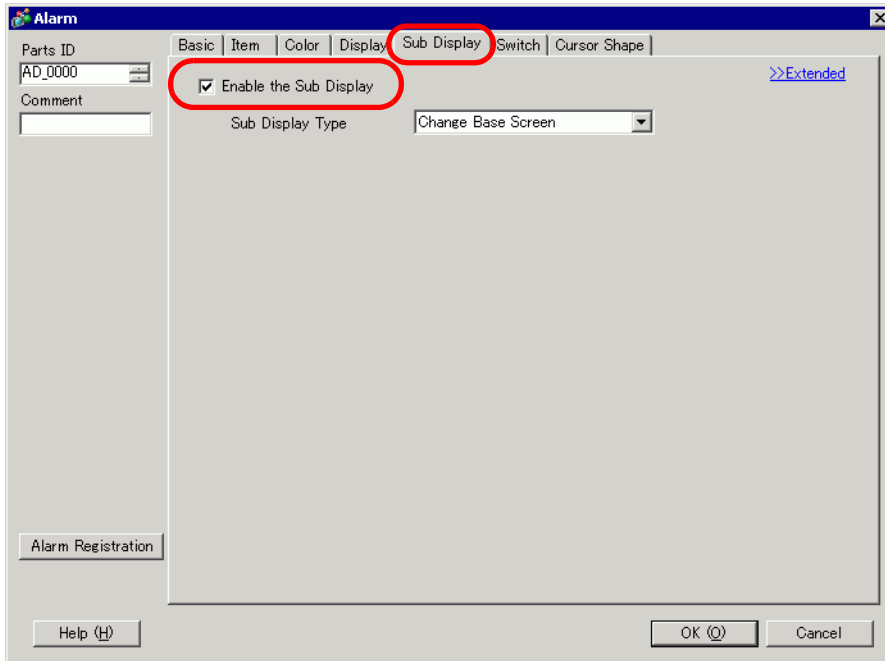 Alarm
Parts ID
AD_0000
Comment
Basic Item Color Display Sub Display Switch Cursor Shape
>>Extended
Enable the Sub Display
Sub Display Type Change Base Screen
Alarm Registration
Help (H) OK (O) Cancel